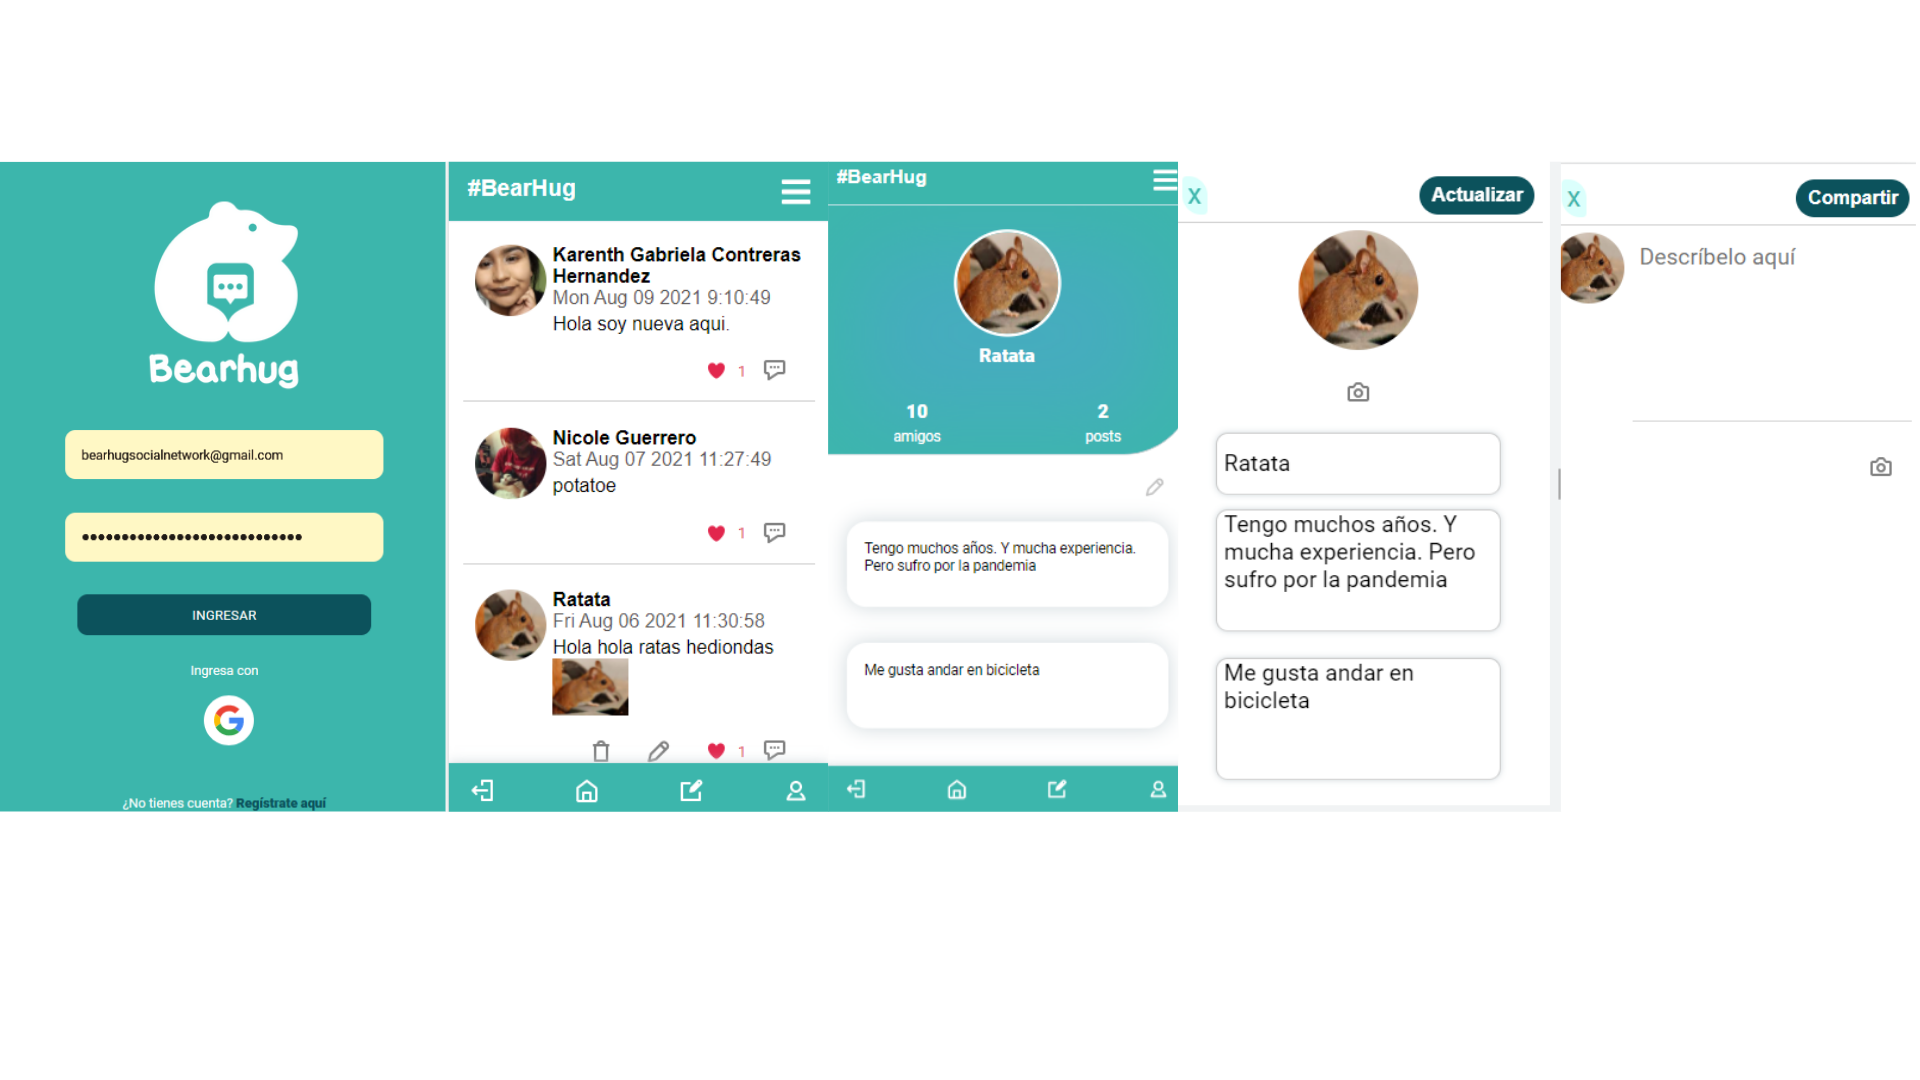 Bearhug
bearhugsocialnetwork@gmail.com
••••••••••••••••••••••••••••
INGRESAR
Ingresa con
¿No tienes cuenta? Regístrate aquí
#BearHug
Karenth Gabriela Contreras
Hernandez
Mon Aug 09 2021 9:10:49
Hola soy nueva aqui.
1
Nicole Guerrero
Sat Aug 07 2021 11:27:49
potatoe
1
Ratata
Fri Aug 06 2021 11:30:58
Hola hola ratas hediondas
1
#BearHug
Ratata
10 2
amigos posts
Tengo muchos años. Y mucha experiencia.
Pero sufro por la pandemia
Me gusta andar en bicicleta
X Actualizar
Ratata
Tengo muchos años. Y
mucha experiencia. Pero
sufro por la pandemia
Me gusta andar en
bicicleta
X Compartir
Descríbelo aquí